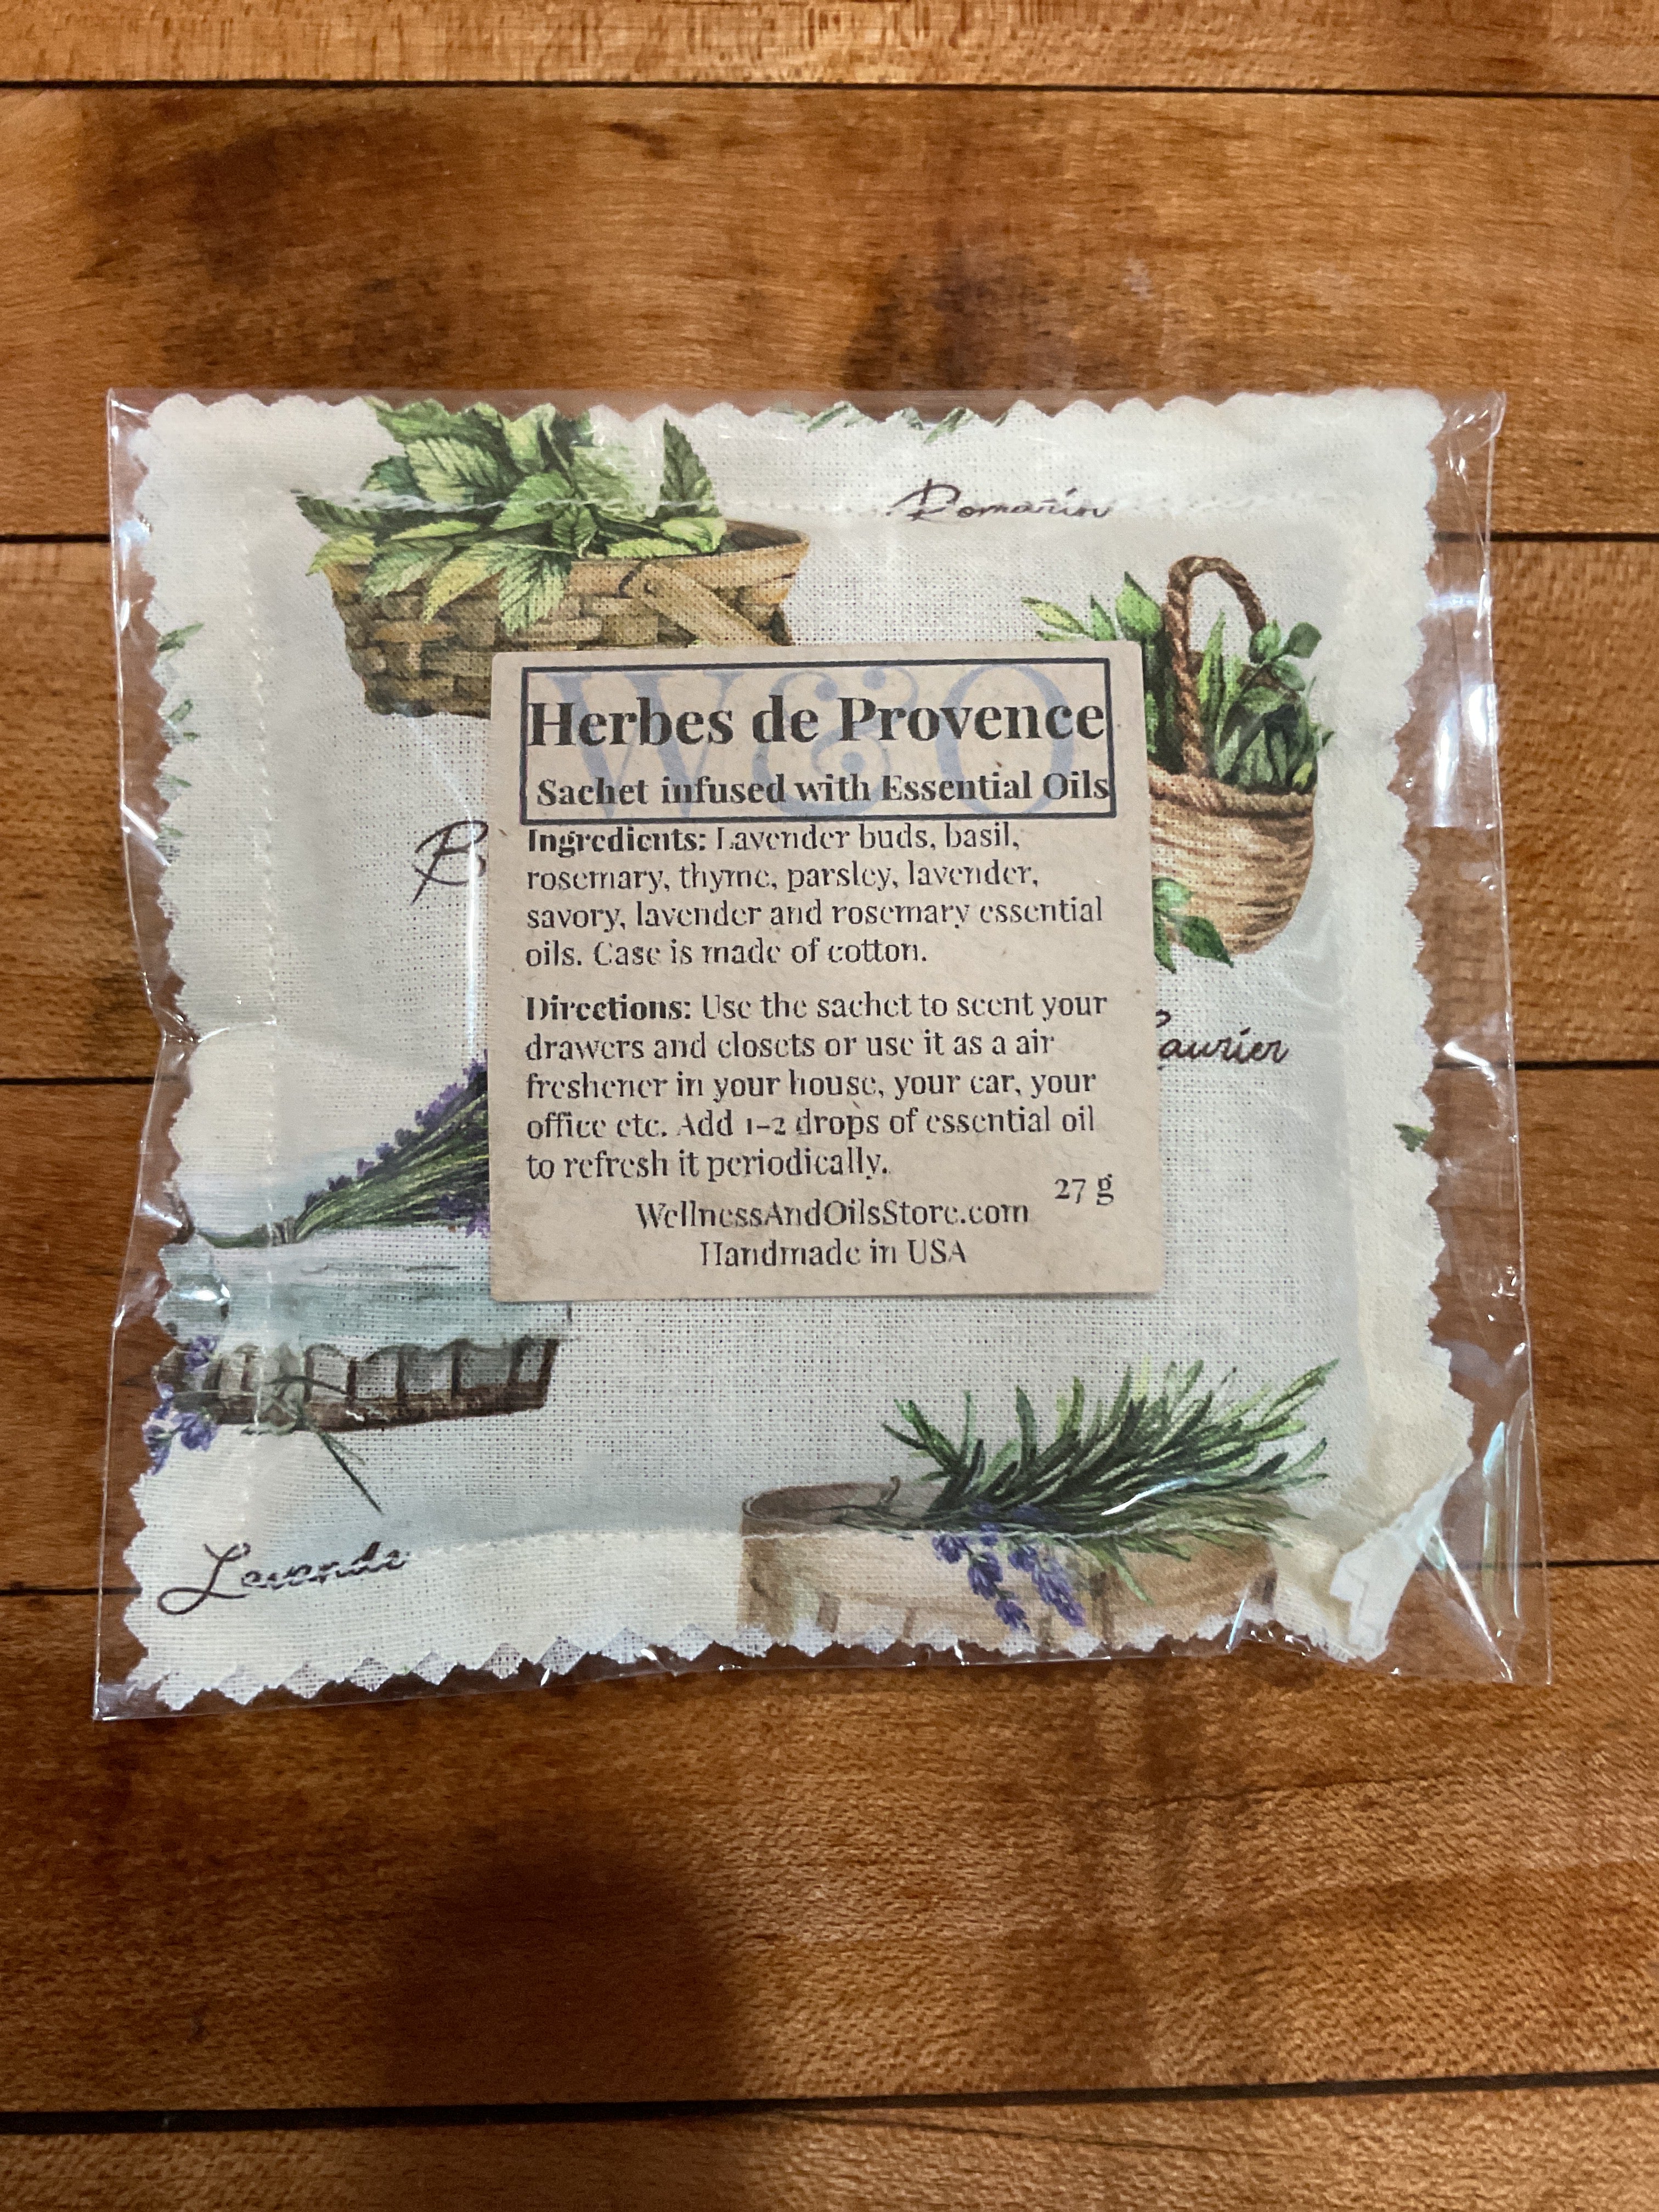 Romarin
W&O
Herbes de Provence
Sachet infused with Essential Oils
Ingredients: Lavender buds, basil,
rosemary, thyme, parsley, lavender,
savory, lavender and rosemary essential
oils. Case is made of cotton.
Directions: Use the sachet to scent your
drawers and closets or use it as a air
freshener in your house, your car, your
office etc. Add 1-2 drops of essential oil
to refresh it periodically.
27 g
WellnessAndOilsStore.com
Handmade in USA
Laurier
Lavende